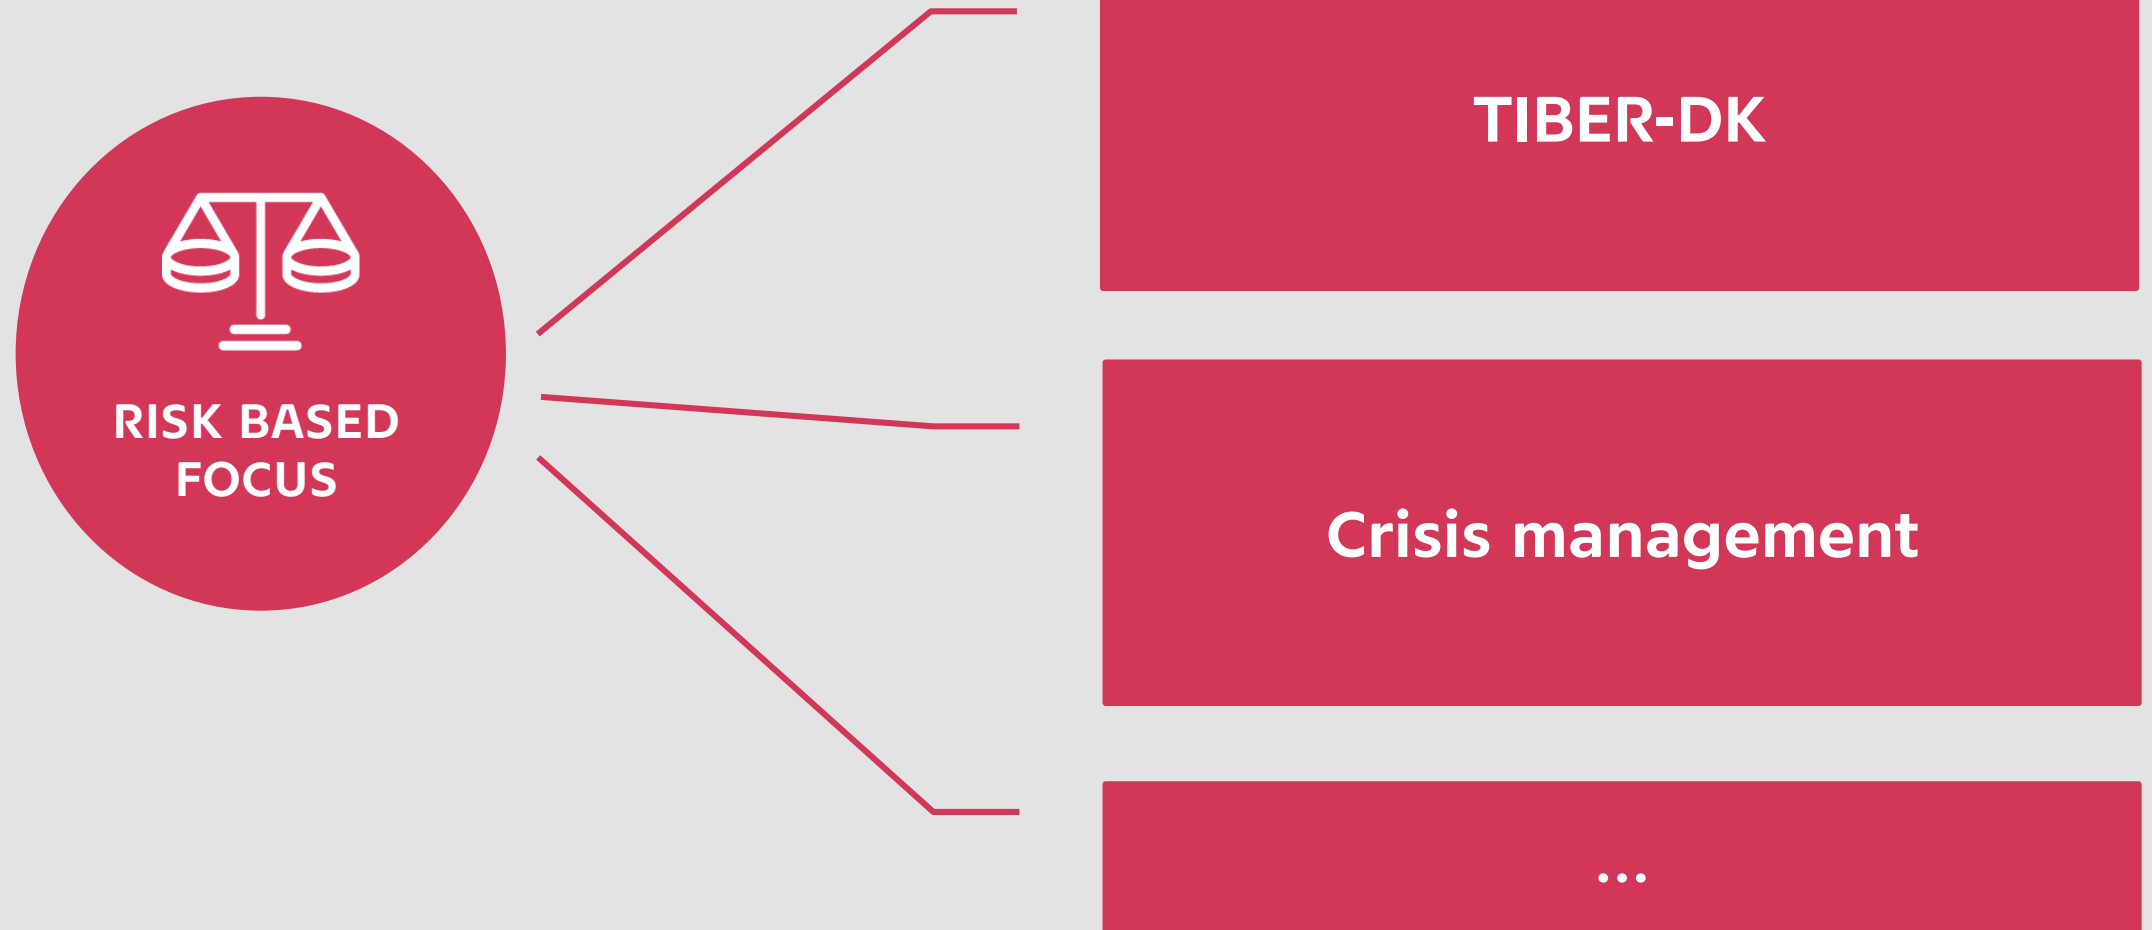 RISK BASED
FOCUS
TIBER-DK
Crisis management
...